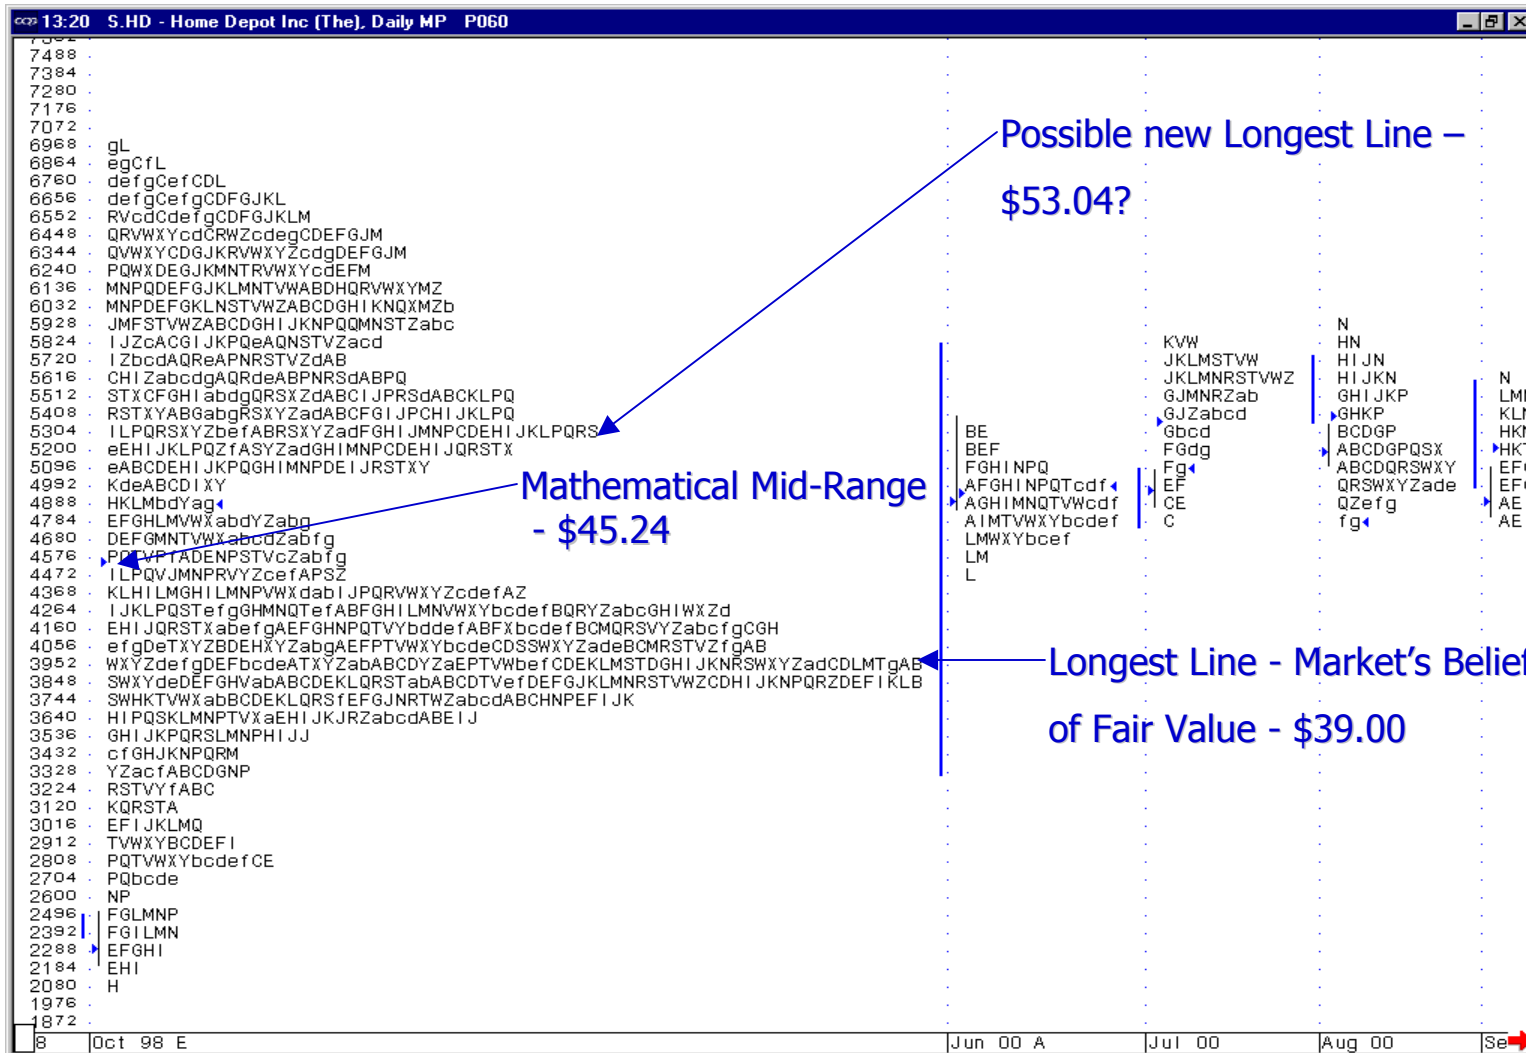 13:20 S.HD - Home Depot Inc (The), Daily MP P060
7488
7384
7280
7176
7072
6968 gL
6864 egCfL
6760 defgCefCDL
6656 defgCefgCDFGJKL
6552 RVcdCdefgCDFGJKLM
6448 QRVWXYcdCRWZcdegCDEFGJM
6344 QVWXYCDGJKRVWXYZcdgDEFGJM
6240 PQWXDEGJKMNTRVWXYcdEFM
6136 MNPQDEFGJKLMNTVWABDHQRVWXYMZ
6032 MNPDEFGKLNSTVWZABCDGHIKNQXMZb
5928 JMFSTVWZABCDGHIJKNPQQMNSTZabc N
5824 IJZcACGIJKPQeAQNSTVZacd KVW HN
5720 IZbcdAQReAPNRSTVZdAB JKLMSTVW HIJN
5616 CHIZabcdgAQRdeABPNRSdABPQ JKLMNRSTVWZ HIJKN N
5512 STXCFGHIabdgQRSXZdABCIJPRSdABCKLPQ GJMNRZab GHIJKP
5408 RSTXYABGabgRSXYZadABCFGIJPCHIJKLPQ GJZabcd GHKP
5304 ILPQRSXYZbefABRSXYZadFGHIJMNPCDEHIJKLPQRS BE Gbcd BCDGP
5200 eEHIJKLPQZfASYZadGHIMNPCDEHIJQRSTX BEF FGdg ABCDGPQSX
5096 eABCDEHIJKPQGHIMNPDEIJRSTXY FGHINPQ Fg ABCDQRSWXY
4992 KdeABCDIXY AFGHINPQTcdf EF QRSWXYZade
4888 HKLMbdYag AGHIMNQTVWcdf CE QZefg AE
4784 EFGHLMVWXabdYZabg AIMTVWXYbcdef C fg AE
4680 DEFGMNTVWXabcdZabfg LMWXYbcef
4576 PQTVPfADENPSTVcZabfg LM
4472 ILPQVJMNPRVYZcefAPSZ L
4368 KLHILMGHILMNPVWXdabIJPQRVWXYZcdefAZ
4264 IJKLPQSTefgGHMNQTefABFGHILMNVWXYbcdefBQRYZabcGHIWXZd
4160 EHIJQRSTXabefgAEFGHNPQTVYbddefABFXbcdefBCMQRSVYZabcfgCGH
4056 efgDeTXYZBDEHXYZabgAEFPTVWXYbcdeCDSSWXYZadeBCMRSTVZfgAB
3952 WXYZdefgDEFbcdeATXYZabABCDYZaEPTVWbefCDEKLMSTDGHIJKNRSWXYZadCDLMTgAB
3848 SWXYdeDEFGHVabABCDEKLQRSTabABCDTVefDEFGJKLMNRSTVWZCDHIJKNPQRZDEFIKLB
3744 SWHKTVWXabBCDEKLQRSfEFGJNRTWZabcdABCHNPEFIJK
3640 HIPQSKLMNPTVXaEHIJKJRZabcdABEIJ
3536 GHIJKPQRSLMNPHIJJ
3432 cfGHJKNPQRM
3328 YZacfABCDGNP
3224 RSTVYfABC
3120 KQRSTA
3016 EFIJKLMQ
2912 TVWXYBCDEFI
2808 PQTVWXYbcdefCE
2704 PQbcde
2600 NP
2496 FGLMNP
2392 FGILMN
2288 EFGHI
2184 EHI
2080 H
1976
1872
8 Oct 98 E Jun 00 A Jul 00 Aug 00 Se
Possible new Longest Line –
$53.04?
Mathematical Mid-Range
- $45.24
Longest Line - Market's Belief
of Fair Value - $39.00